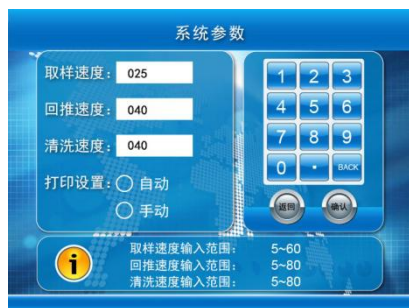 系统参数
取样速度： 025
回推速度： 040
清洗速度： 040
打印设置： 自动
手动
1 2 3
4 5 6
7 8 9
0 · BACK
返回 确认
i
取样速度输入范围： 5~60
回推速度输入范围： 5~80
清洗速度输入范围： 5~80